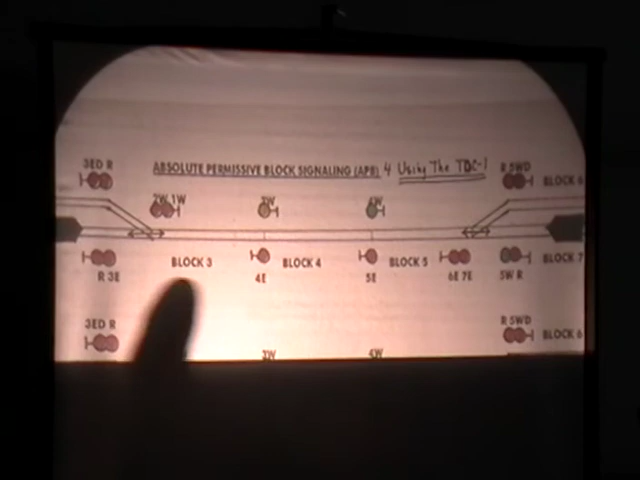 3ED R
ABSOLUTE PERMISSIVE BLOCK SIGNALING (APB) 4 Using The TDC-1
R 5WD
BLOCK 6
2W 1W
3W
4W
R 3E
BLOCK 3
4E
BLOCK 4
5E
BLOCK 5
6E 7E
5W R
BLOCK 7
3ED R
3W
4W
R 5WD
BLOCK 6